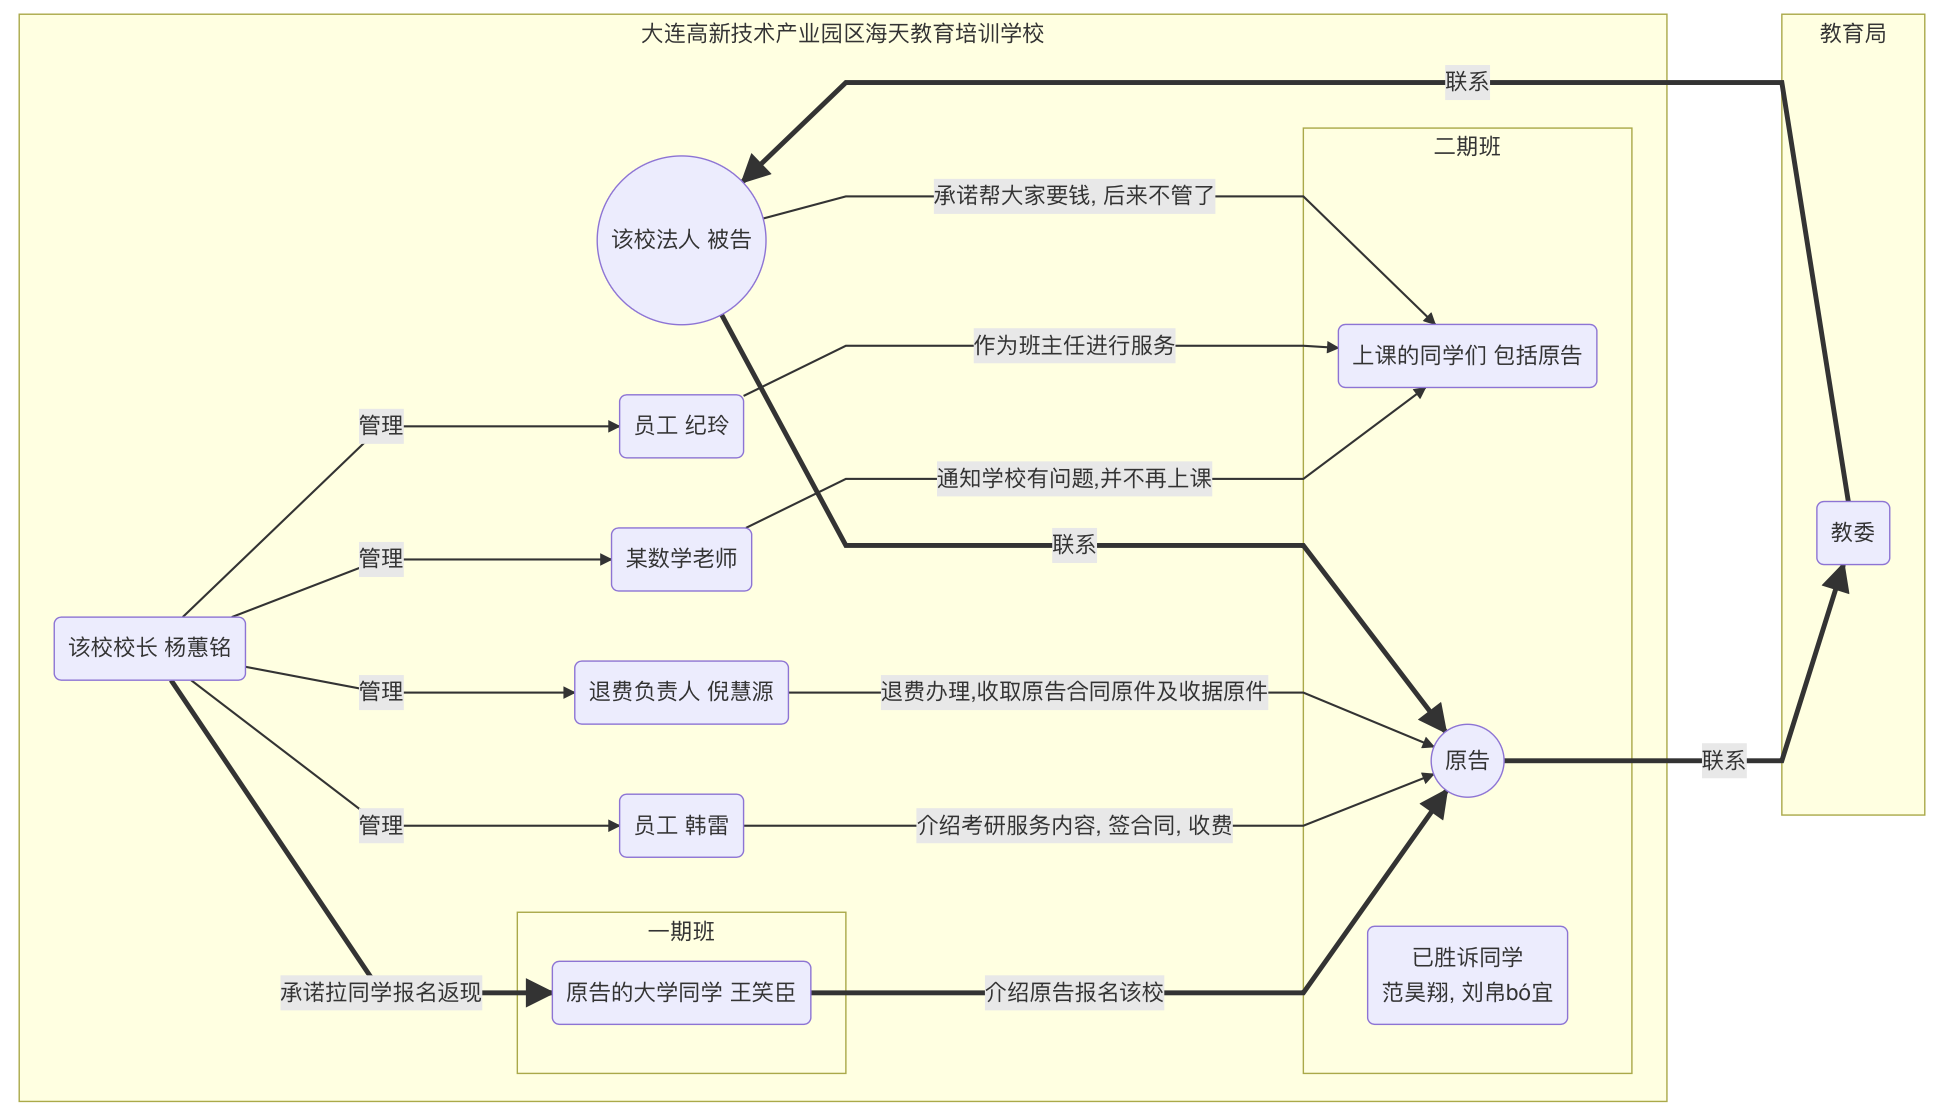 大连高新技术产业园区海天教育培训学校
教育局
联系
二期班
承诺帮大家要钱, 后来不管了
该校法人 被告
作为班主任进行服务
上课的同学们 包括原告
管理
员工 纪玲
通知学校有问题,并不再上课
教委
联系
管理
某数学老师
该校校长 杨蕙铭
管理
退费负责人 倪慧源
退费办理,收取原告合同原件及收据原件
原告
联系
管理
员工 韩雷
介绍考研服务内容, 签合同, 收费
一期班
已胜诉同学
范昊翔, 刘帛bó宜
承诺拉同学报名返现
原告的大学同学 王笑臣
介绍原告报名该校